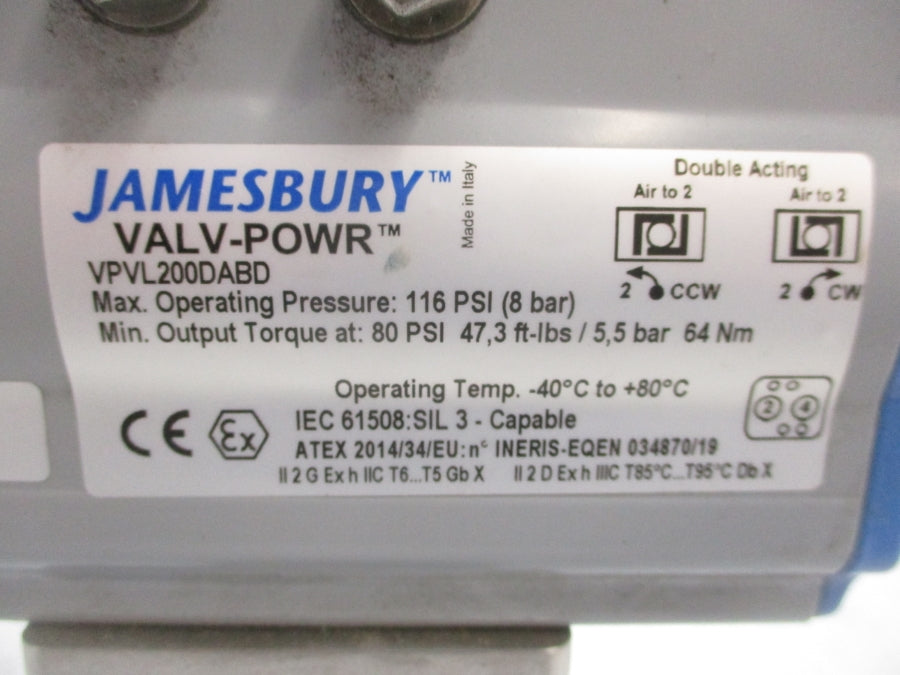 JAMESBURY™
Made in Italy
VALV-POWR™
VPVL200DABD
Max. Operating Pressure: 116 PSI (8 bar)
Min. Output Torque at: 80 PSI 47,3 ft-lbs / 5,5 bar 64 Nm
Double Acting
Air to 2 Air to 2
2 CCW 2 CW
Operating Temp. -40°C to +80°C
2 4
CE Ex IEC 61508:SIL 3 - Capable
ATEX 2014/34/EU: n° INERIS-EQEN 034870/19
II 2 G Ex h IIC T6...T5 Gb X II 2 D Ex h IIIC T85°C...T95°C Db X